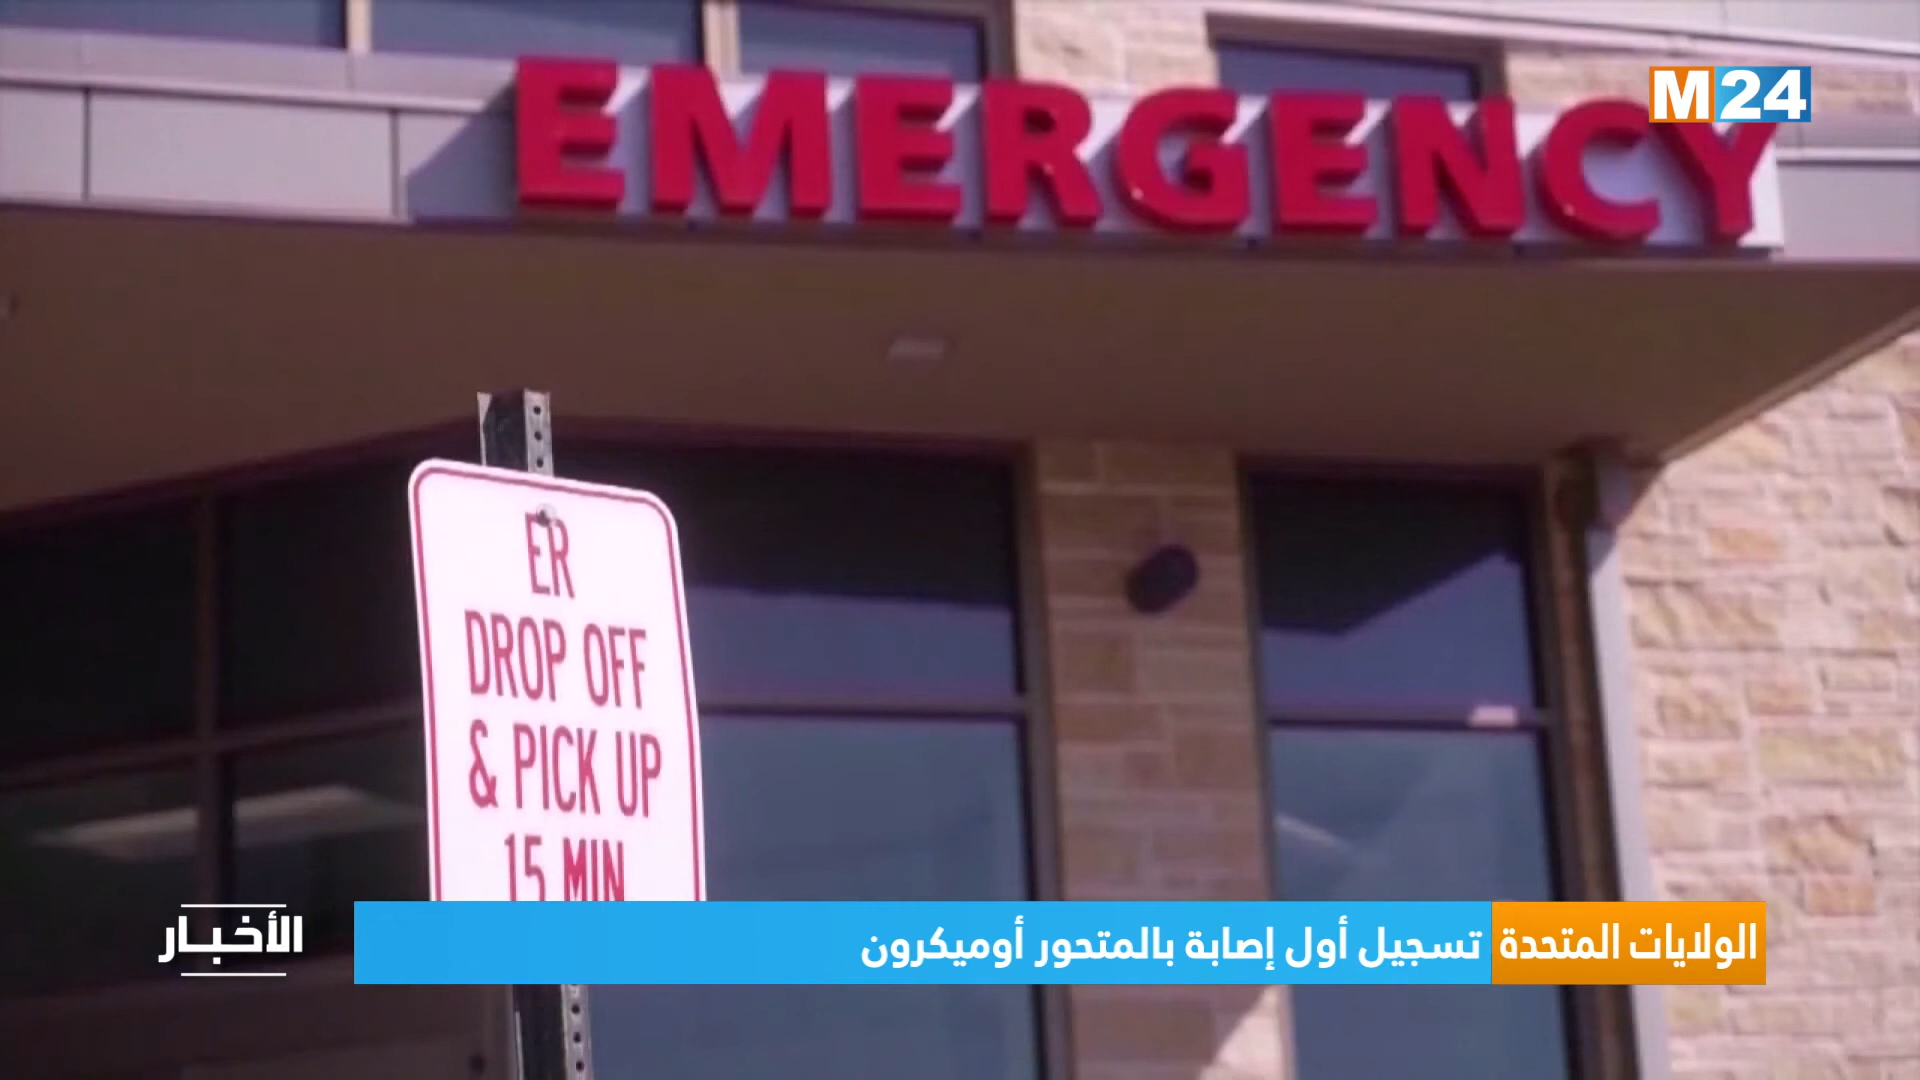 EMERGENCY
M24
ER
DROP OFF
& PICK UP
15 MIN
الولايات المتحدة تسجيل أول إصابة بالمتحور أوميكرون
الأخبار